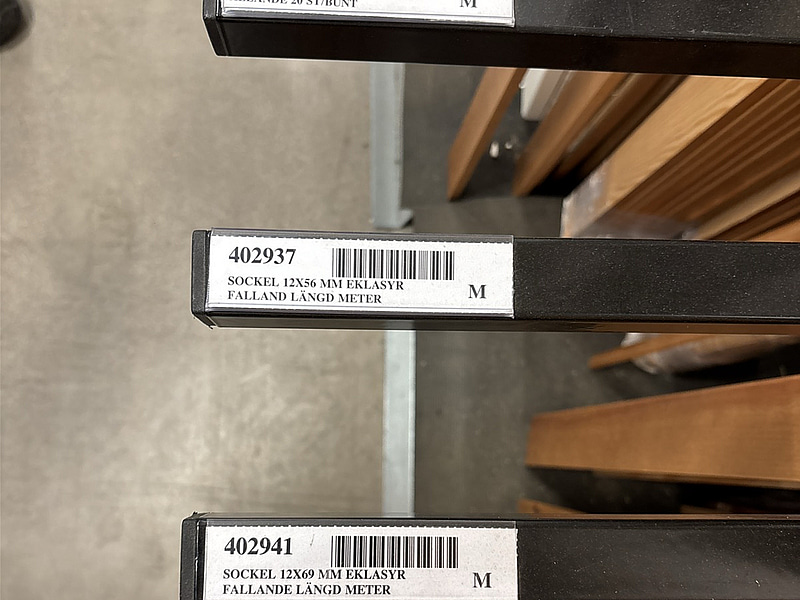 20 ST/BUNT
M
402937
SOCKEL 12X56 MM EKLASYR
FALLAND LÄNGD METER
M
402941
SOCKEL 12X69 MM EKLASYR
FALLANDE LÄNGD METER
M